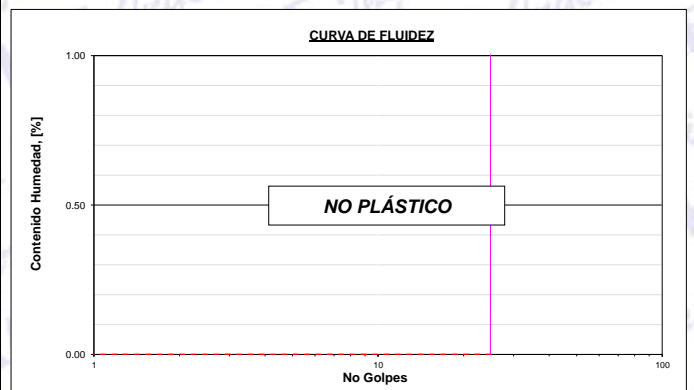 CURVA DE FLUIDEZ
1.00
Contenido Humedad, [%]
0.50
NO PLÁSTICO
0.00
1
10
100
No Golpes